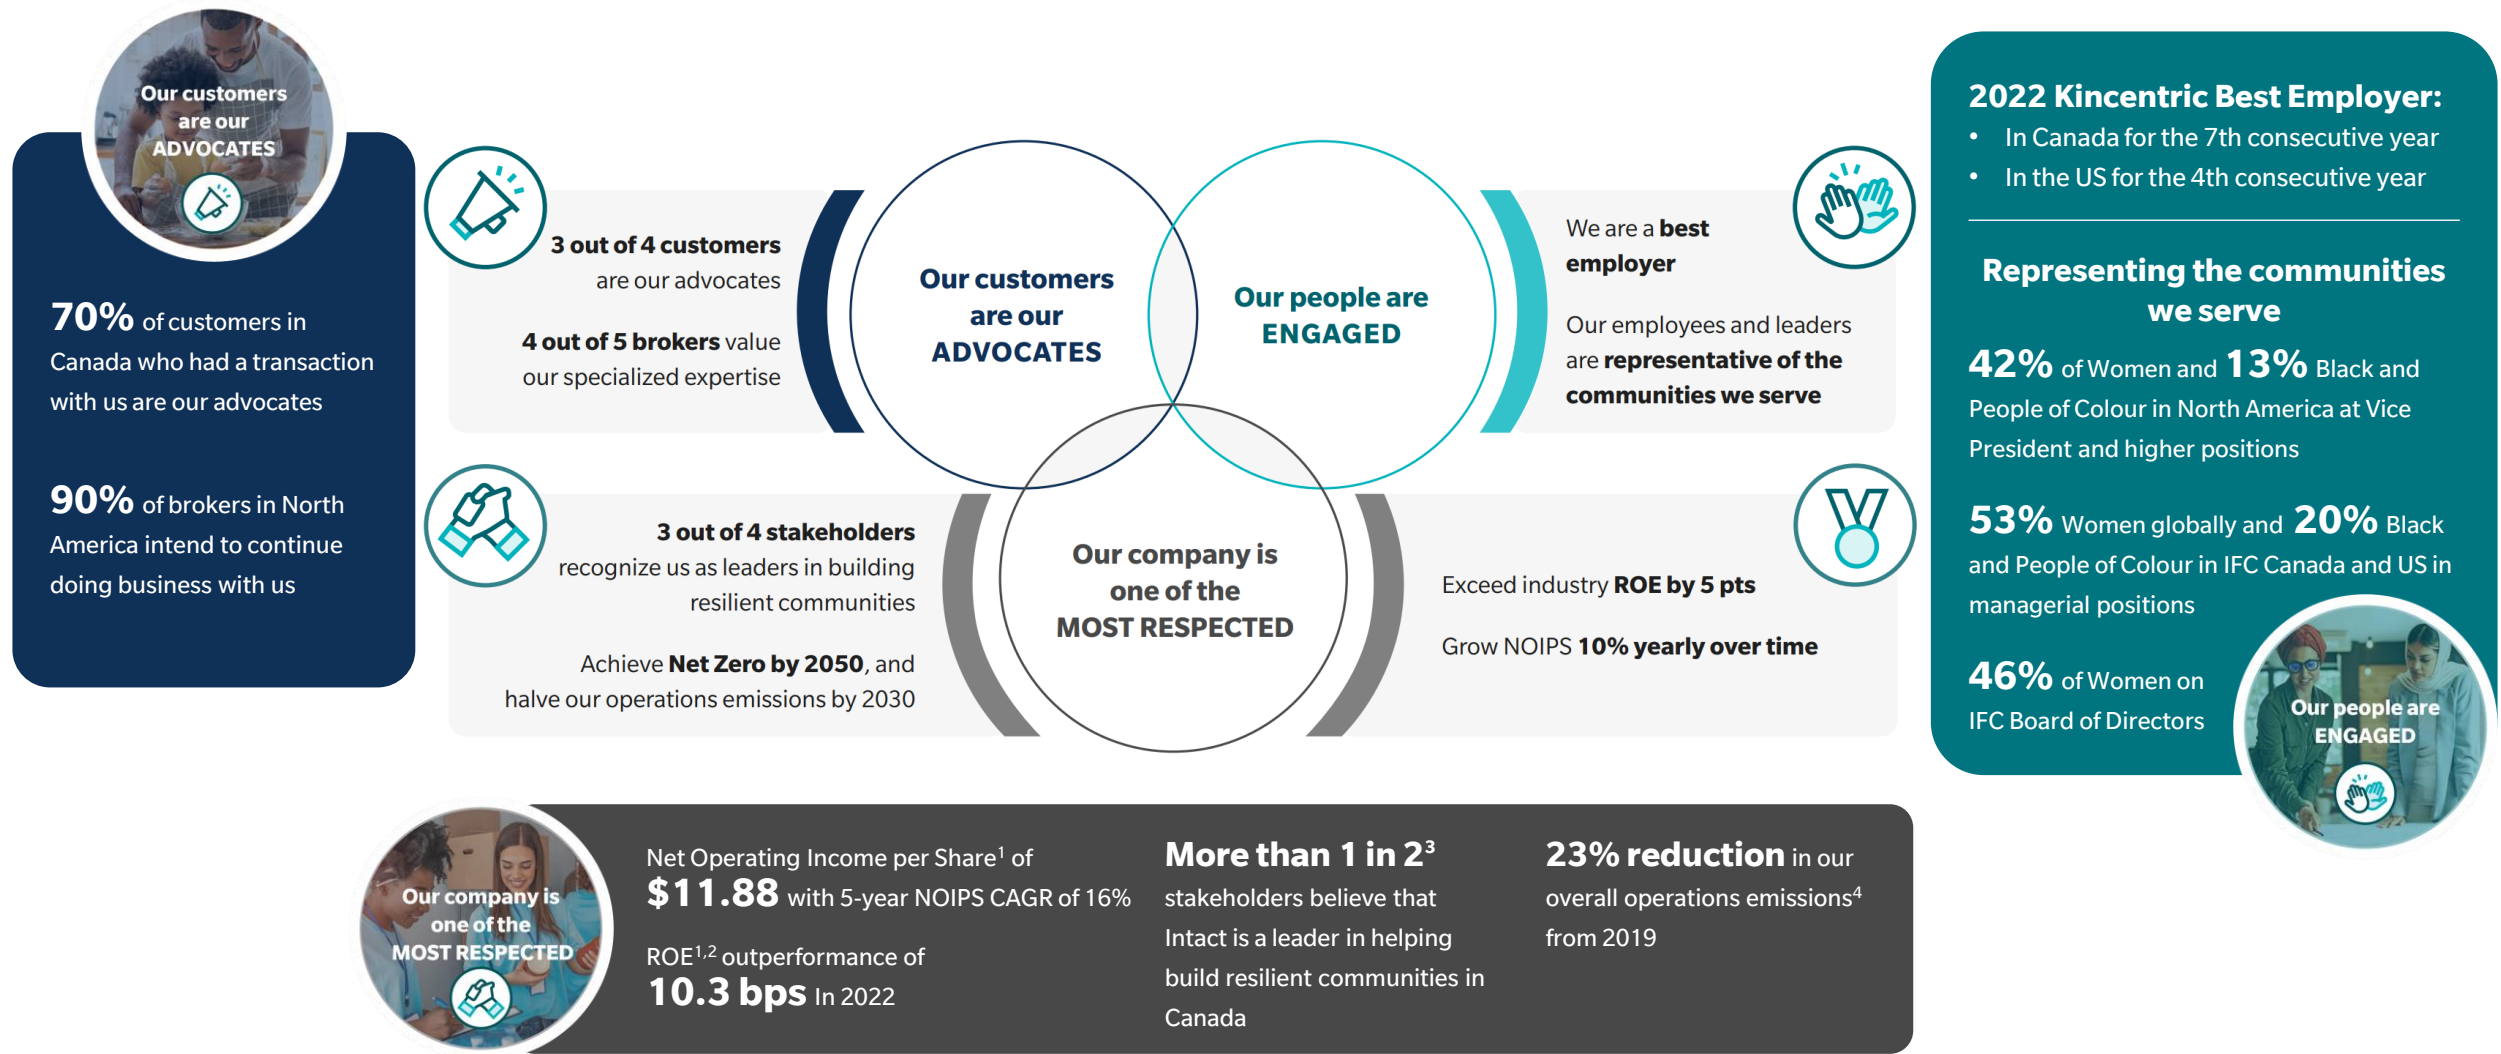 Our customers
are our
ADVOCATES
70% of customers in
Canada who had a transaction
with us are our advocates
90% of brokers in North
America intend to continue
doing business with us
3 out of 4 customers
are our advocates
4 out of 5 brokers value
our specialized expertise
Our customers
are our
ADVOCATES
Our people are
ENGAGED
We are a best
employer
Our employees and leaders
are representative of the
communities we serve
3 out of 4 stakeholders
recognize us as leaders in building
resilient communities
Achieve Net Zero by 2050, and
halve our operations emissions by 2030
Our company is
one of the
MOST RESPECTED
Exceed industry ROE by 5 pts
Grow NOIPS 10% yearly over time
2022 Kincentric Best Employer:
• In Canada for the 7th consecutive year
• In the US for the 4th consecutive year
Representing the communities
we serve
42% of Women and 13% Black and
People of Colour in North America at Vice
President and higher positions
53% Women globally and 20% Black
and People of Colour in IFC Canada and US in
managerial positions
46% of Women on
IFC Board of Directors
Our people are
ENGAGED
Our company is
one of the
MOST RESPECTED
Net Operating Income per Share¹ of
$11.88 with 5-year NOIPS CAGR of 16%
ROE¹,² outperformance of
10.3 bps In 2022
More than 1 in 2³
stakeholders believe that
Intact is a leader in helping
build resilient communities in
Canada
23% reduction in our
overall operations emissions⁴
from 2019